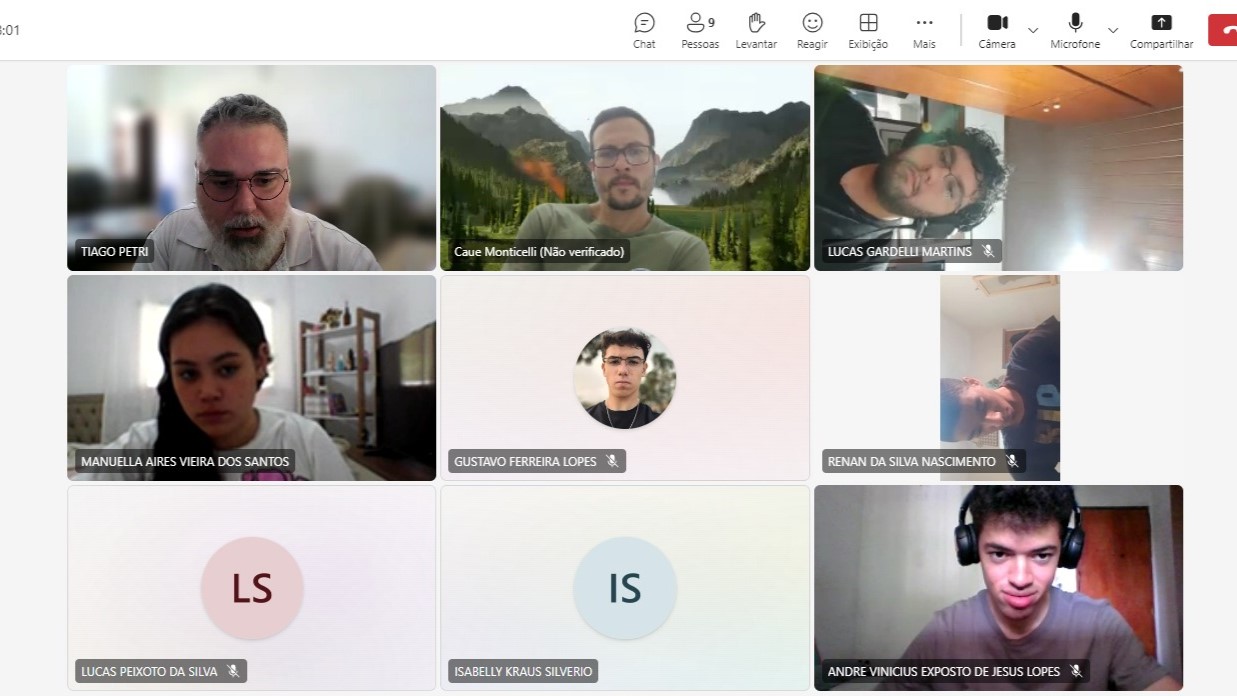 :01
9
Chat
Pessoas
Levantar
Reagir
Exibição
Mais
Câmera
Microfone
Compartilhar
TIAGO PETRI
Caue Monticelli (Não verificado)
LUCAS GARDELLI MARTINS
MANUELLA AIRES VIEIRA DOS SANTOS
GUSTAVO FERREIRA LOPES
RENAN DA SILVA NASCIMENTO
LS
LUCAS PEIXOTO DA SILVA
IS
ISABELLY KRAUS SILVERIO
ANDRE VINICIUS EXPOSTO DE JESUS LOPES